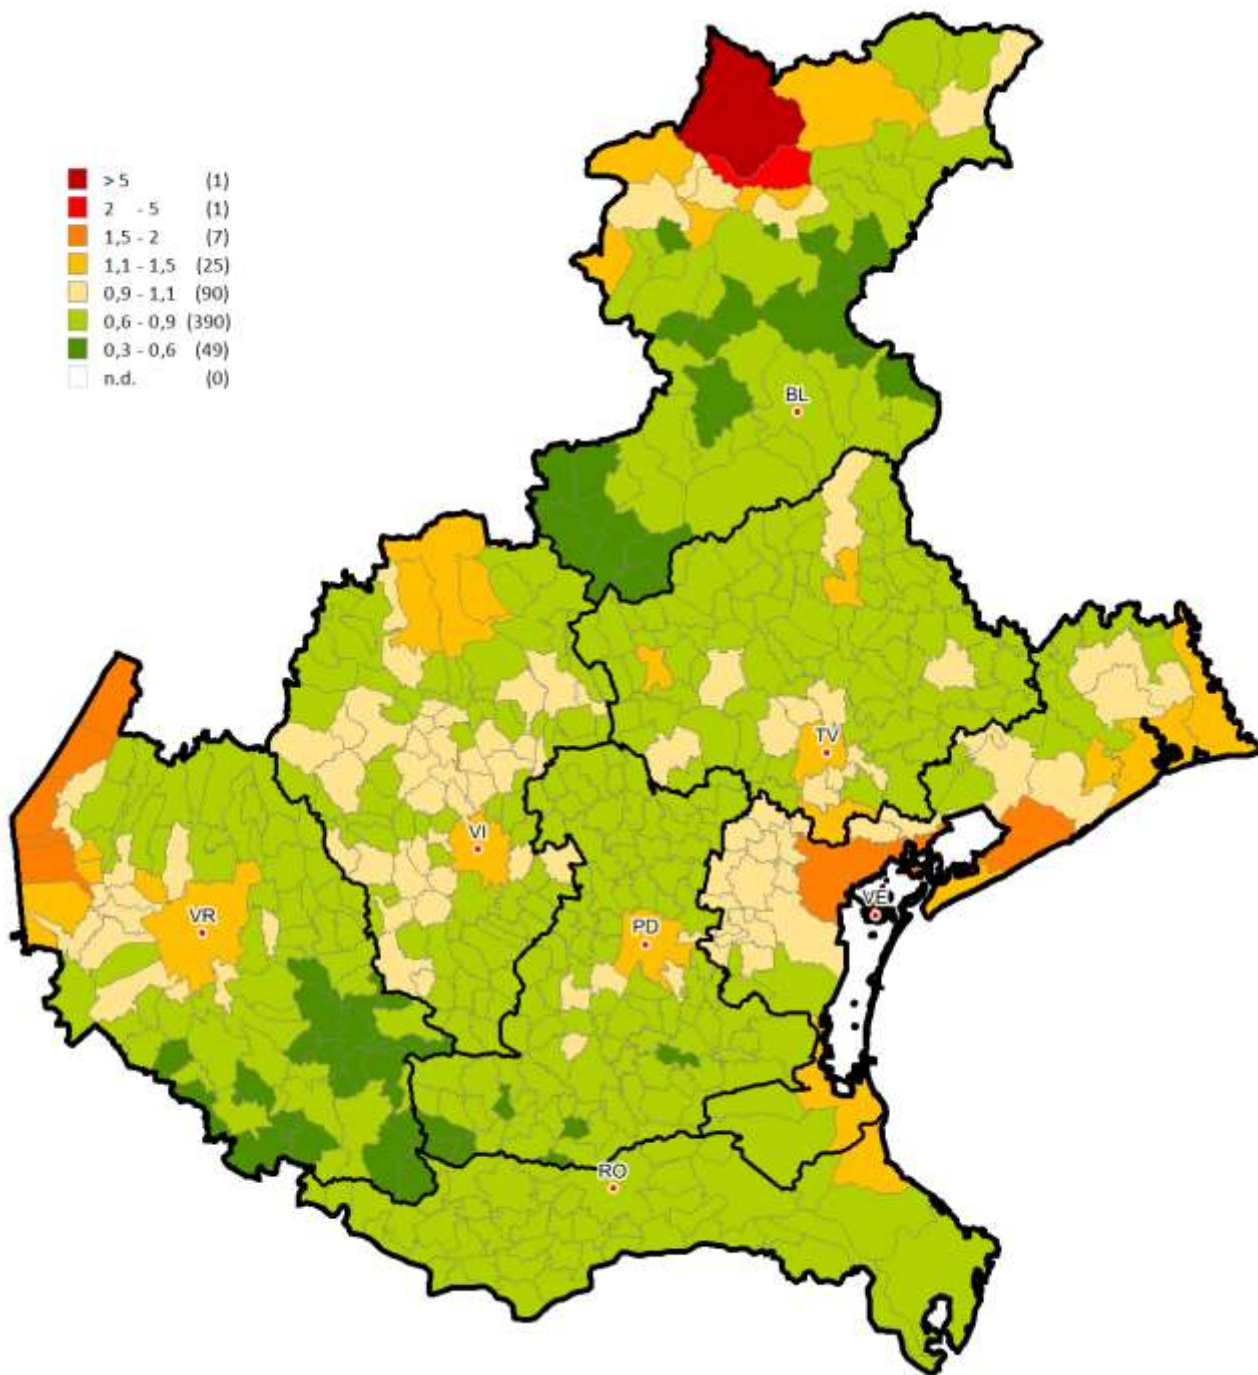 > 5 (1)
2 - 5 (1)
1,5 - 2 (7)
1,1 - 1,5 (25)
0,9 - 1,1 (90)
0,6 - 0,9 (390)
0,3 - 0,6 (49)
n.d. (0)
BL
TV
VI
VE
VR
PD
RO